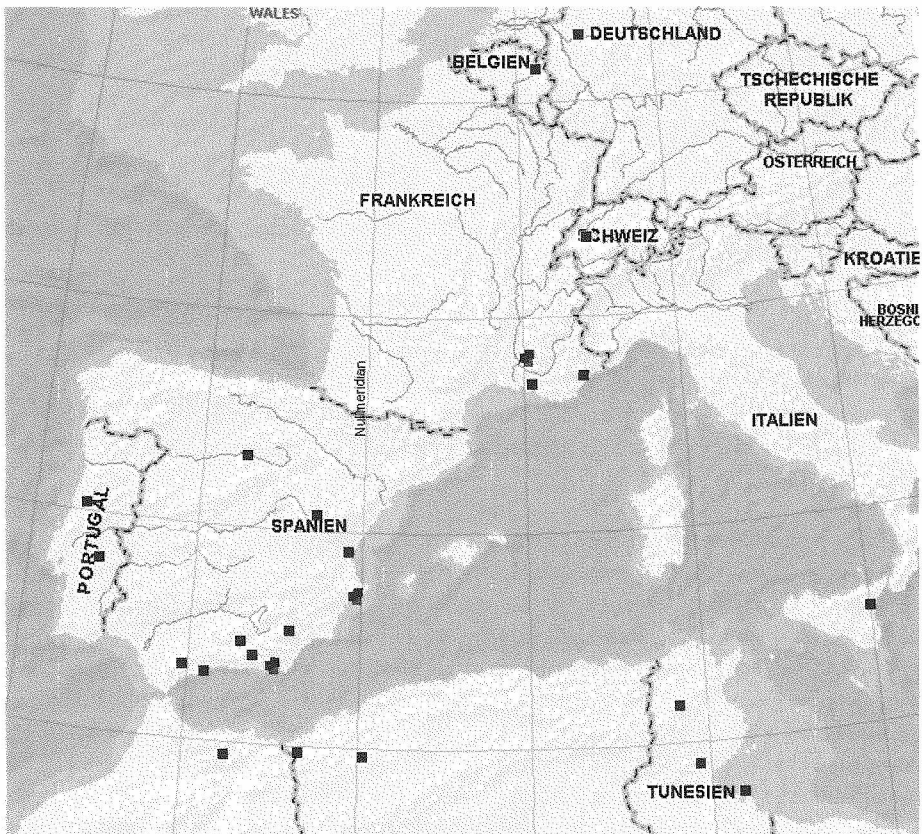 WALES
DEUTSCHLAND
BELGIEN
TSCHECHISCHE
REPUBLIK
ÖSTERREICH
FRANKREICH
SCHWEIZ
KROATIE
BOSNI
HERZEGO
Nullmeridian
ITALIEN
PORTUGAL
SPANIEN
TUNESIEN